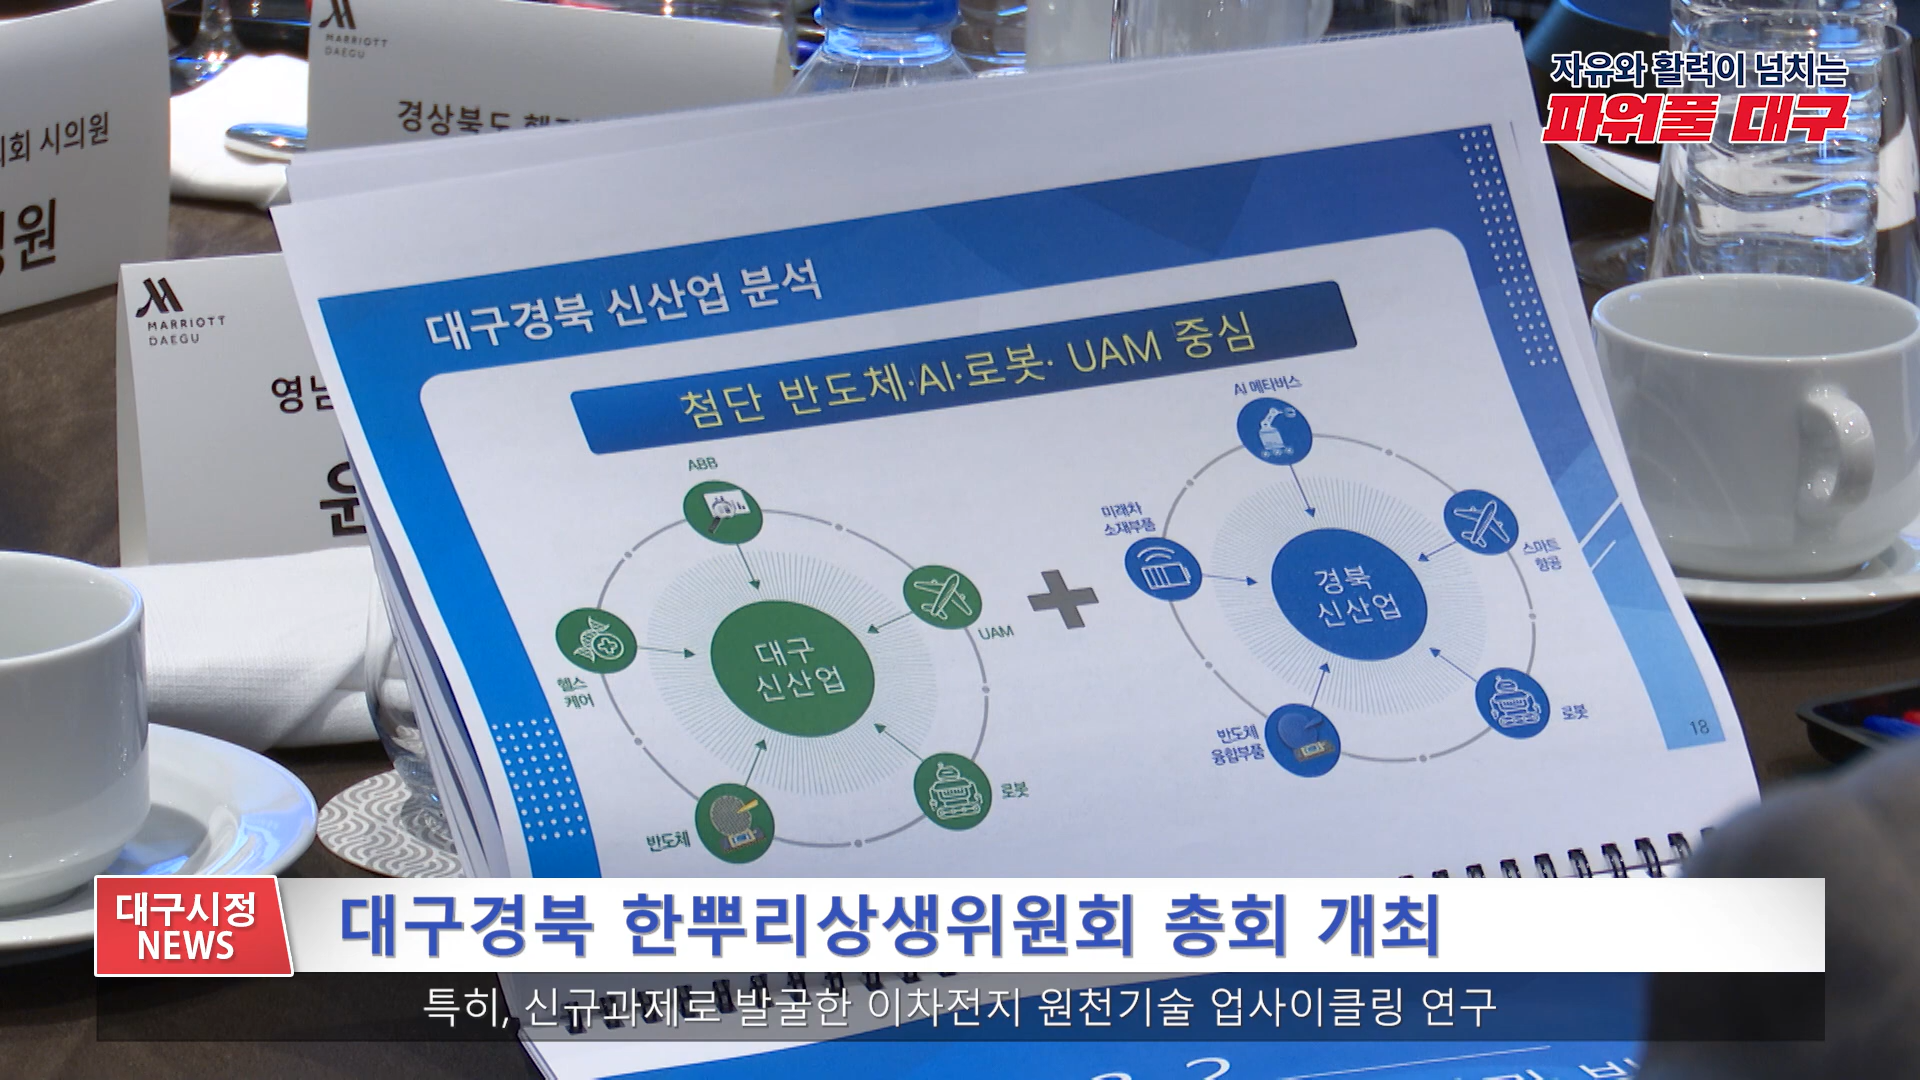 MARRIOTT
DAEGU
경상북도
시의원
원
MARRIOTT
DAEGU
자유와 활력이 넘치는
파워풀 대구
대구경북 신산업 분석
첨단 반도체·AI·로봇· UAM 중심
ABB
UAM
로봇
반도체
헬스
케어
대구
신산업
AI 메타버스
스마트
항공
로봇
반도체
융합부품
미래차
소재부품
경북
신산업
18
대구시정
NEWS
대구경북 한뿌리상생위원회 총회 개최
특히, 신규과제로 발굴한 이차전지 원천기술 업사이클링 연구